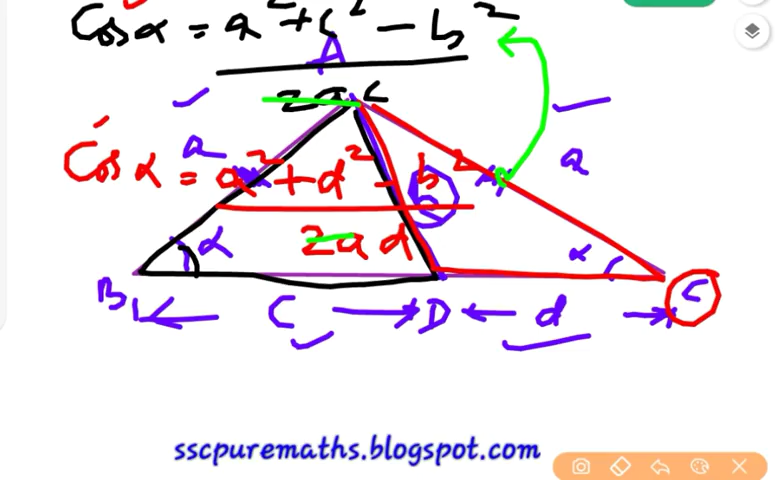 Cosα = a² + c² - b²
A
2ac
Cosα = a² + d² - b²
a
a
b
2ad
α
α
B
C
D
d
C
sscpuremaths.blogspot.com